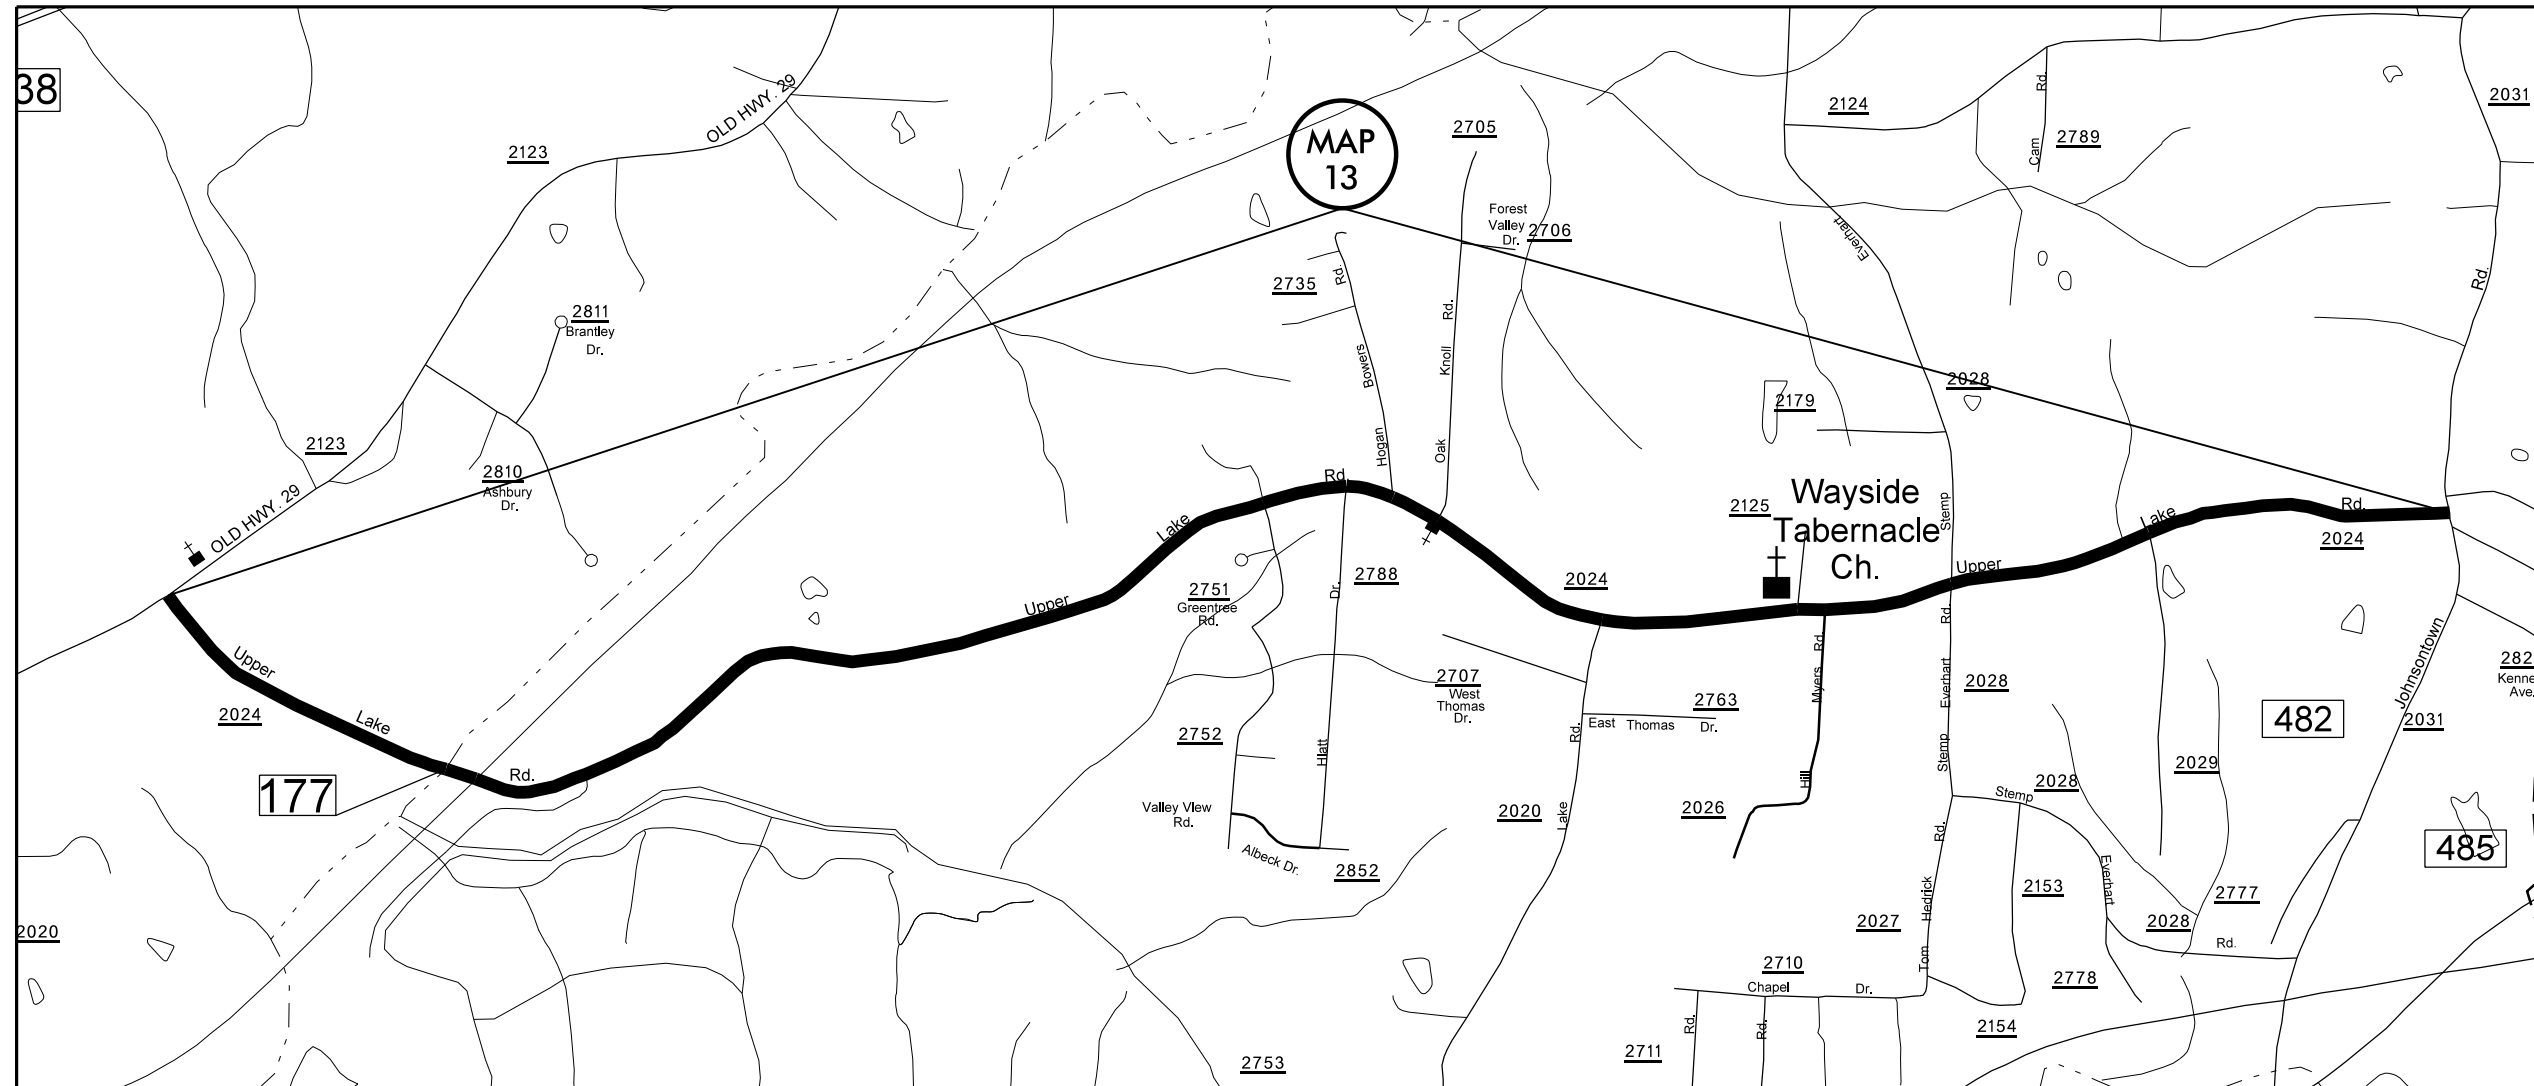 38
OLD HWY. 29
2123
MAP
13
2705
2124
Rd.
Cam
2789
2031
Forest
Valley
Dr.
2706
Everhart
Rd.
2735
Rd.
Bowers
Hogan
Rd.
Knoll
Oak
2811
Brantley
Dr.
2028
2179
2123
2810
Ashbury
Dr.
OLD HWY. 29
Wayside
Tabernacle
Ch.
2125
Stemp
Lake
Rd.
Lake
Rd.
2024
2024
Upper
2751
Greentree
Rd.
2788
Dr.
Hiatt
Upper
Upper
Lake
Rd.
2024
177
2707
West
Thomas
Dr.
2763
East Thomas Dr.
Myers Rd.
Hill
Rd.
Everhart
Stemp
2028
482
Johnsontown
2031
282
Kenne
Ave.
2752
Valley View
Rd.
Albeck Dr.
2852
2020
Rd.
Lake
2026
Stemp
2028
2029
485
Rd.
Hedrick
Tom
2153
Everhart
2777
2028
Rd.
2027
2020
2710
Chapel Dr.
2778
2154
Rd.
Rd.
2711
2753